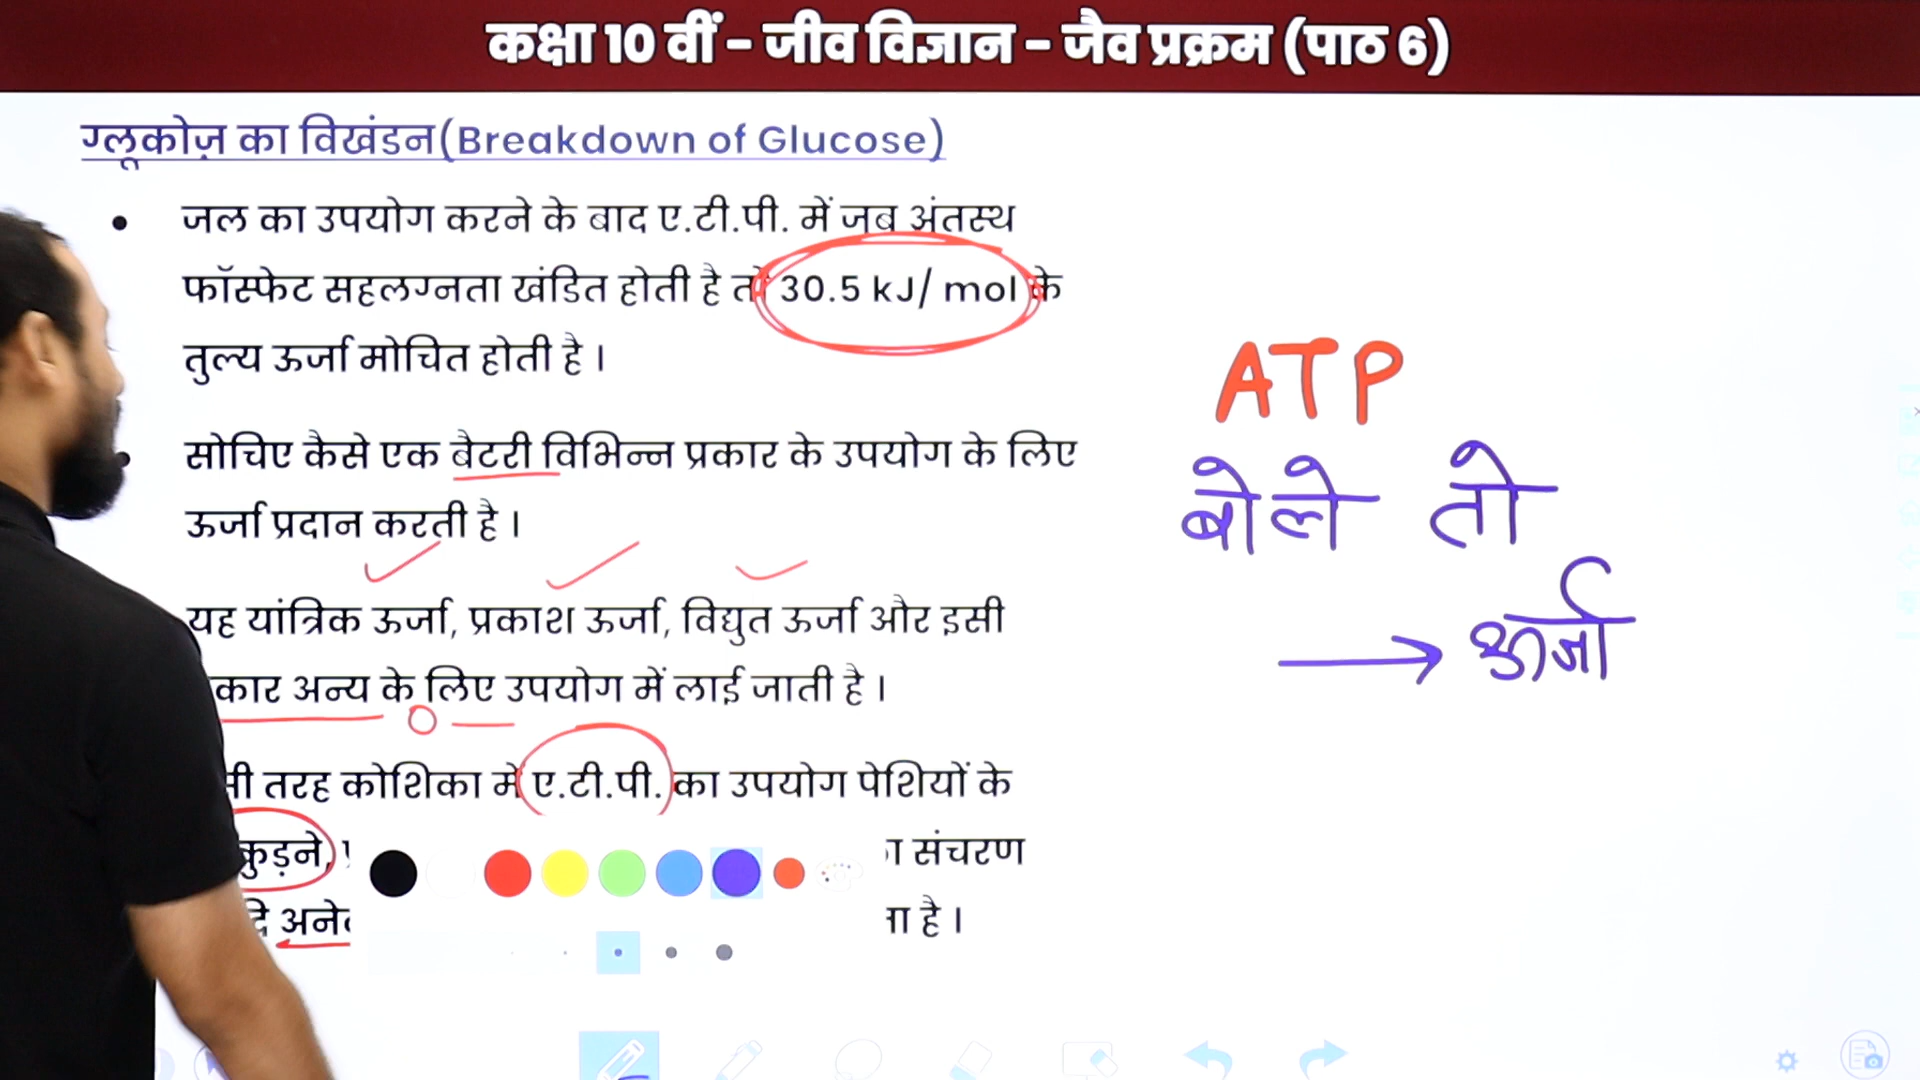 कक्षा 10 वीं - जीव विज्ञान - जैव प्रक्रम (पाठ 6)
ग्लूकोज़ का विखंडन(Breakdown of Glucose)
• जल का उपयोग करने के बाद ए.टी.पी. में जब अंतस्थ
फॉस्फेट सहलग्नता खंडित होती है तो 30.5 kJ/ mol के
तुल्य ऊर्जा मोचित होती है ।
सोचिए कैसे एक बैटरी विभिन्न प्रकार के उपयोग के लिए
ऊर्जा प्रदान करती है ।
यह यांत्रिक ऊर्जा, प्रकाश ऊर्जा, विद्युत ऊर्जा और इसी
अन्य के लिए उपयोग में लाई जाती है ।
तरह कोशिका में ए.टी.पी. का उपयोग पेशियों के
संचरण
है ।
ATP
बोले तो
→ ऊर्जा